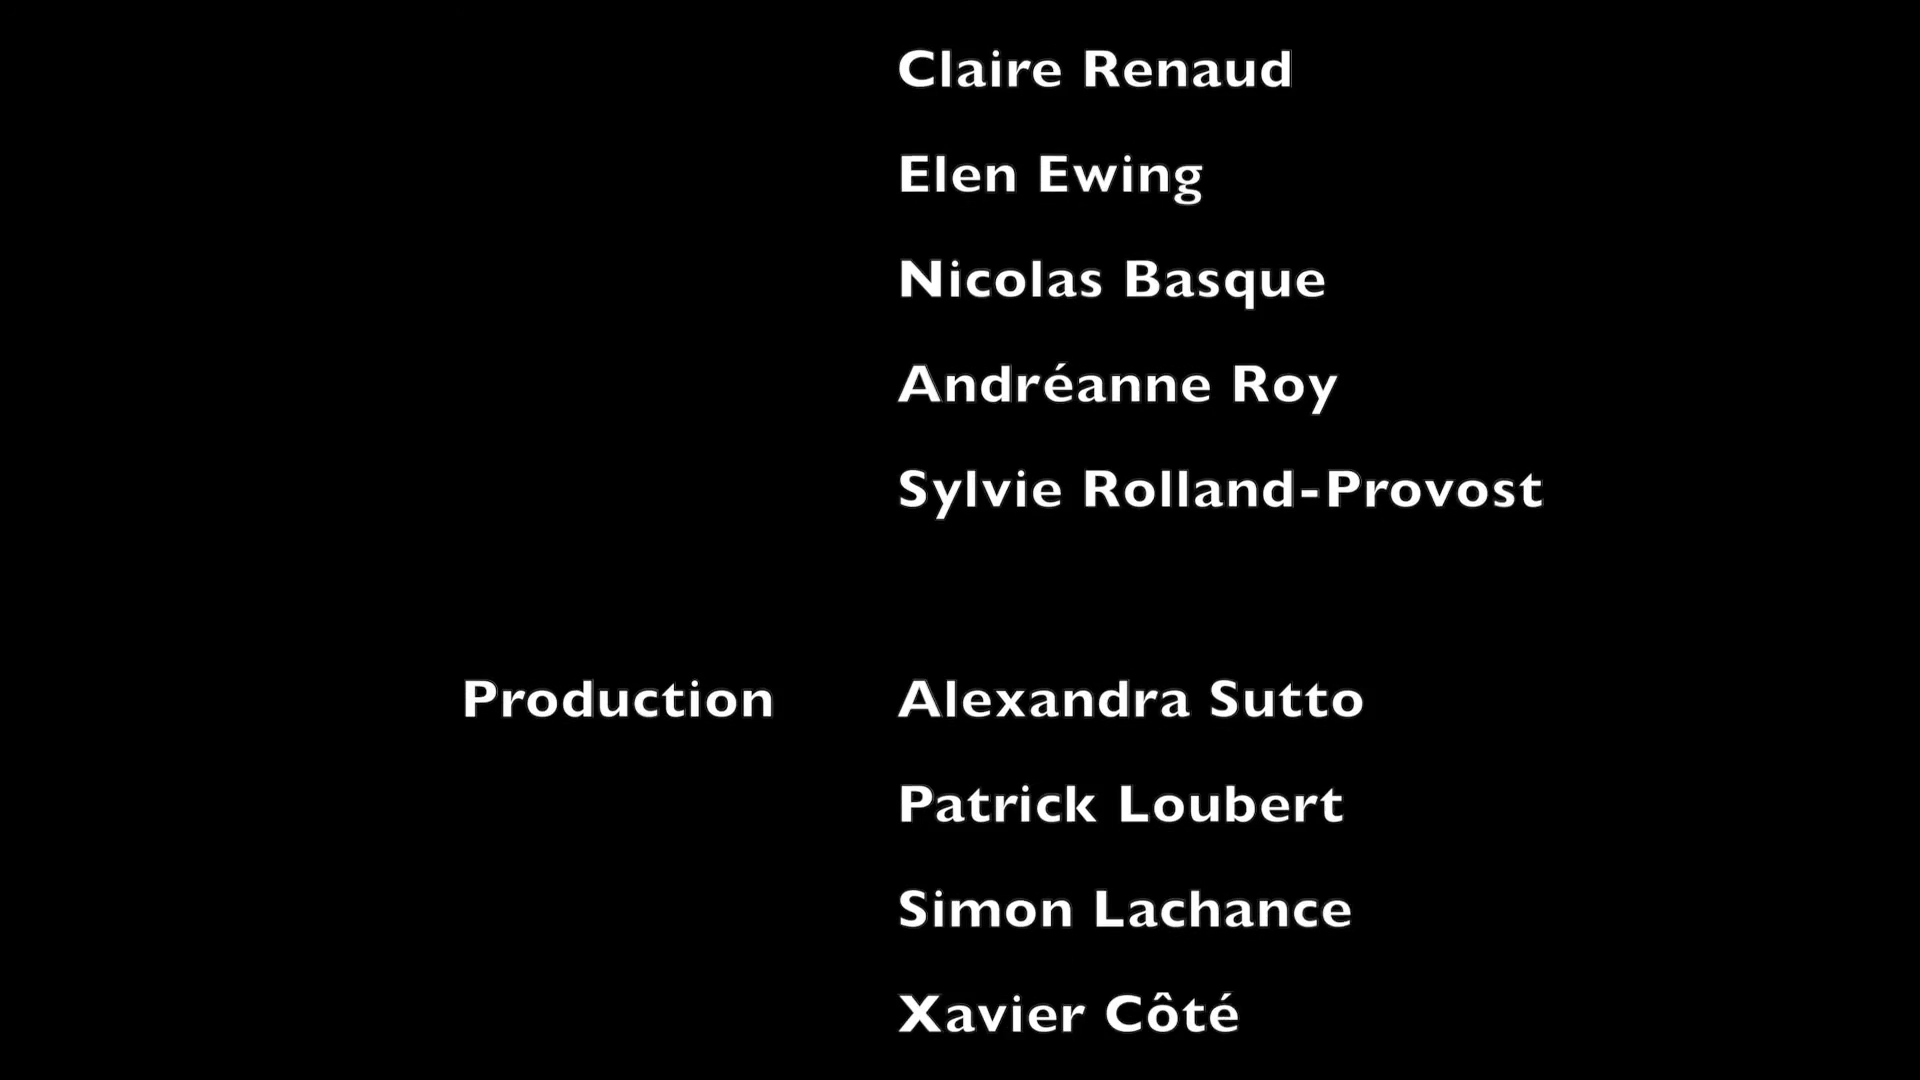 Claire Renaud
Elen Ewing
Nicolas Basque
Andréanne Roy
Sylvie Rolland-Provost
Production Alexandra Sutto
Patrick Loubert
Simon Lachance
Xavier Côté